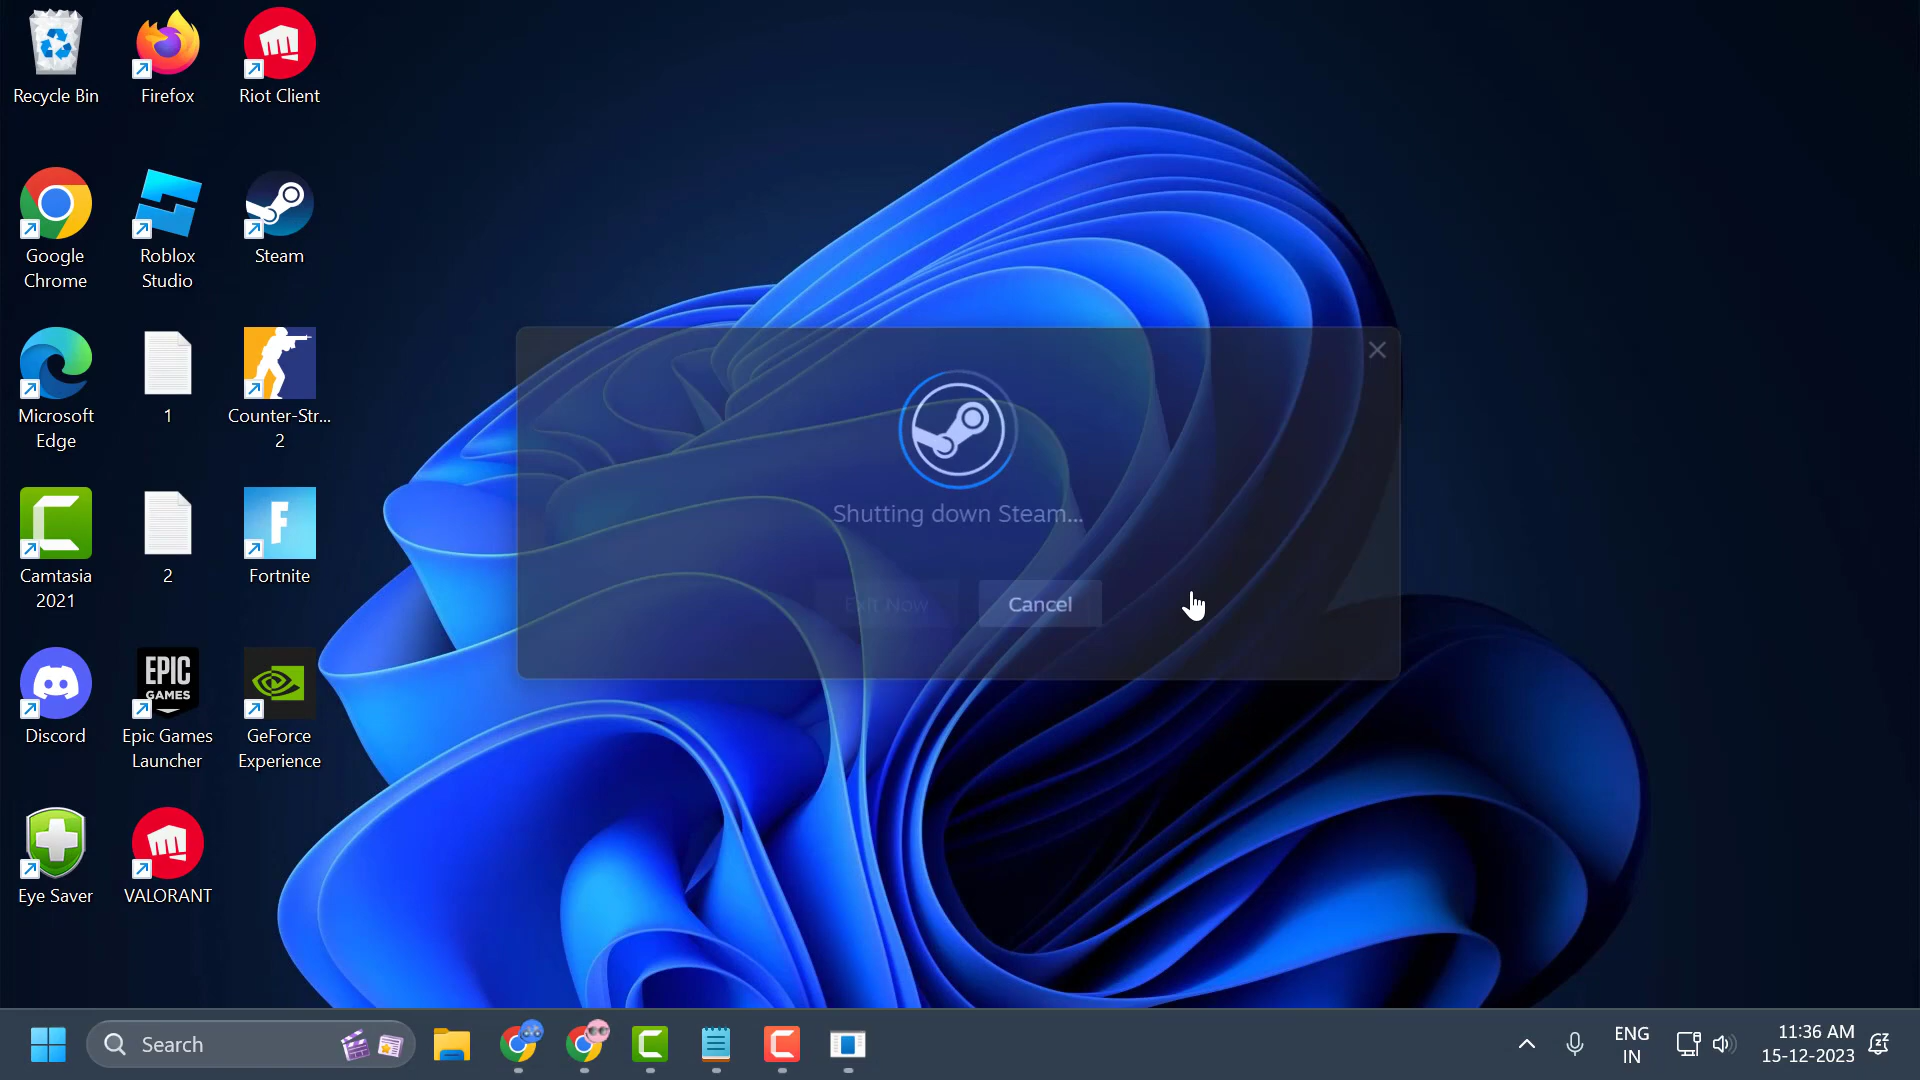 Recycle Bin
Firefox
Riot Client
Google
Chrome
Roblox
Studio
Steam
Microsoft
Edge
1
Counter-Str...
2
Camtasia
2021
2
F
Fortnite
Discord
EPIC
GAMES
Epic Games
Launcher
GeForce
Experience
Eye Saver
VALORANT
Shutting down Steam...
Exit Now
Cancel
Search
ENG
IN
11:36 AM
15-12-2023